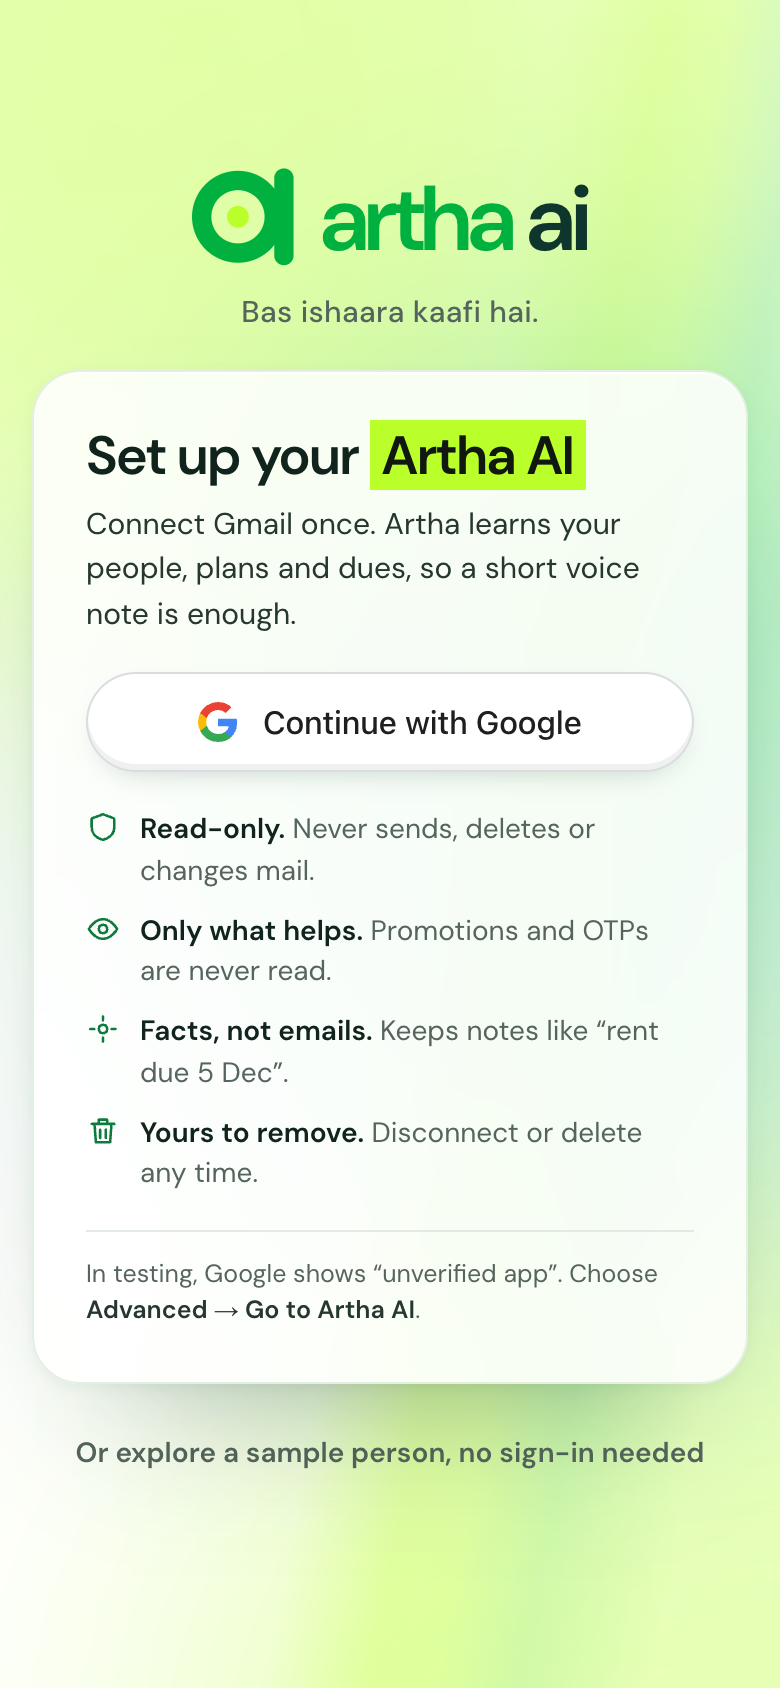 artha ai
Bas ishaara kaafi hai.
Set up your Artha AI
Connect Gmail once. Artha learns your
people, plans and dues, so a short voice
note is enough.
Continue with Google
Read-only. Never sends, deletes or
changes mail.
Only what helps. Promotions and OTPs
are never read.
Facts, not emails. Keeps notes like “rent
due 5 Dec”.
Yours to remove. Disconnect or delete
any time.
In testing, Google shows “unverified app”. Choose
Advanced → Go to Artha AI.
Or explore a sample person, no sign-in needed